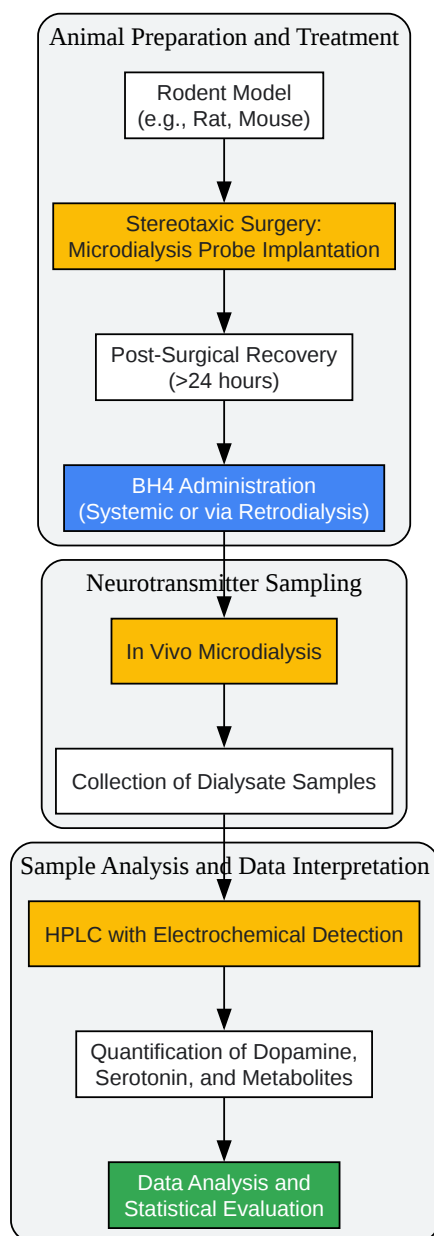 Animal Preparation and Treatment
Rodent Model
(e.g., Rat, Mouse)
Stereotaxic Surgery:
Microdialysis Probe Implantation
Post-Surgical Recovery
(>24 hours)
BH4 Administration
(Systemic or via Retrodialysis)
Neurotransmitter Sampling
In Vivo Microdialysis
Collection of Dialysate Samples
Sample Analysis and Data Interpretation
HPLC with Electrochemical Detection
Quantification of Dopamine,
Serotonin, and Metabolites
Data Analysis and
Statistical Evaluation